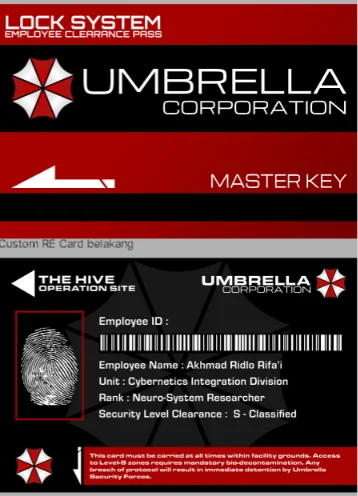 LOCK SYSTEM
EMPLOYEE CLEARANCE PASS
UMBRELLA
CORPORATION
MASTER KEY
Custom RE Card belakang
THE HIVE
OPERATION SITE
UMBRELLA
CORPORATION
Employee ID :
Employee Name : Akhmad Ridlo Rifa'i
Unit : Cybernetics Integration Division
Rank : Neuro-System Researcher
Security Level Clearance : S - Classified
This card must be carried at all times within facility grounds. Access
to Level-S zones requires mandatory bio-decontamination. Any
breach of protocol will result in immediate detention by Umbrella
Security Forces.